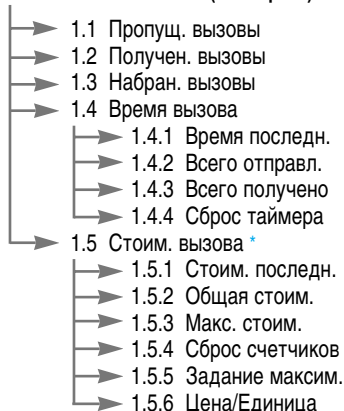 1.1 Пропущ. вызовы
1.2 Получен. вызовы
1.3 Набран. вызовы
1.4 Время вызова
1.4.1 Время последн.
1.4.2 Всего отправл.
1.4.3 Всего получено
1.4.4 Сброс таймера
1.5 Стоим. вызова *
1.5.1 Стоим. последн.
1.5.2 Общая стоим.
1.5.3 Макс. стоим.
1.5.4 Сброс счетчиков
1.5.5 Задание максим.
1.5.6 Цена/Единица